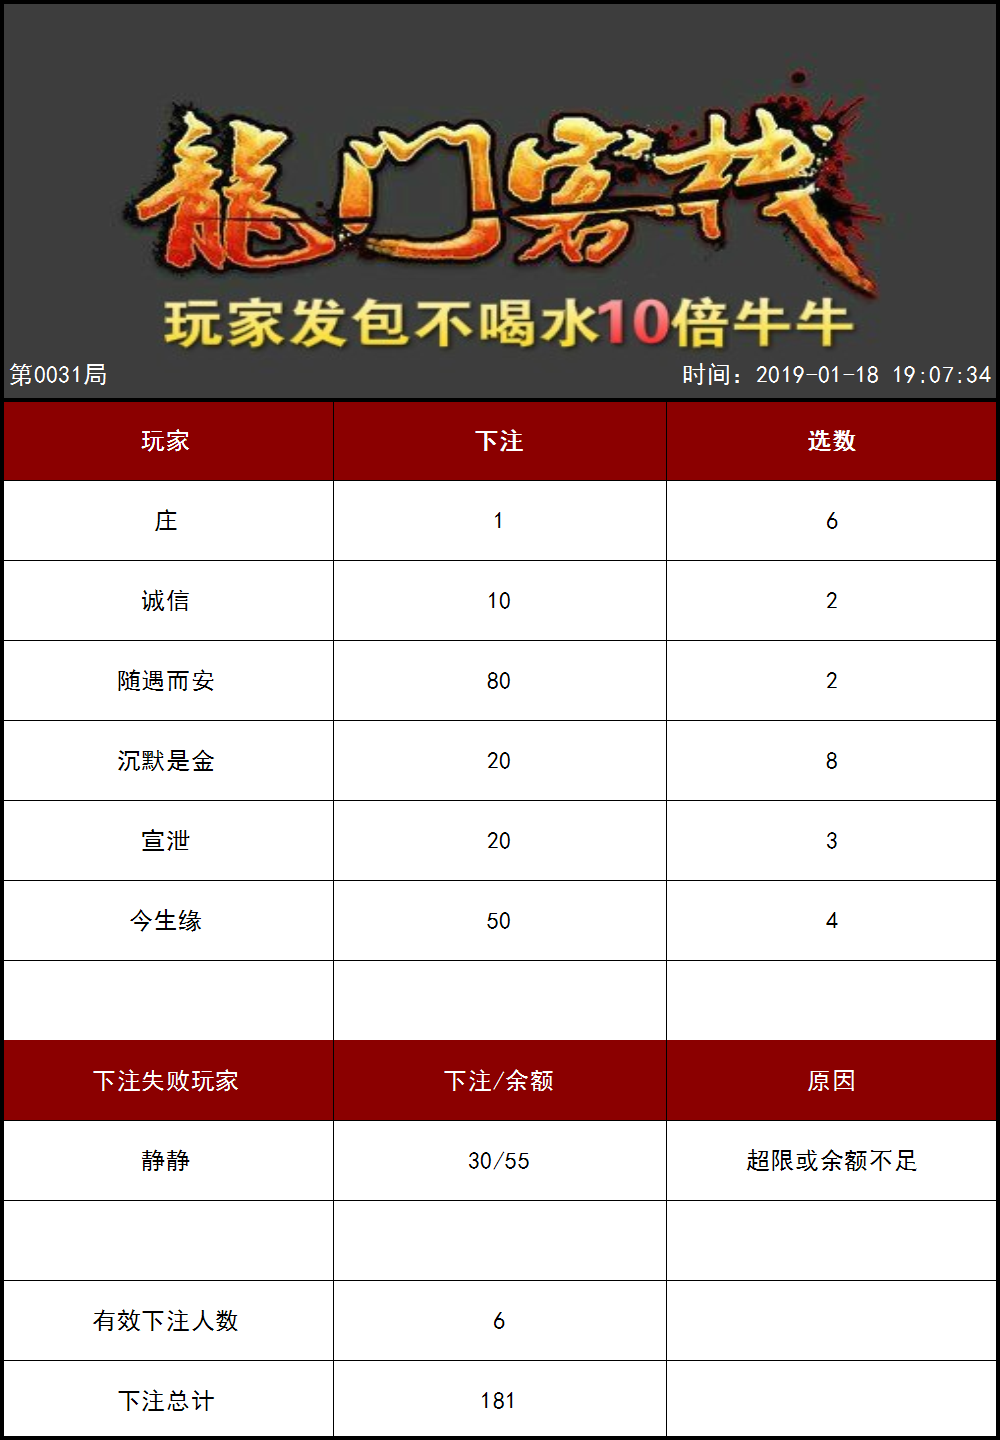 龍门客栈
玩家发包不喝水10倍牛牛
第0031局 时间：2019-01-18 19:07:34
玩家 下注 选数
庄 1 6
诚信 10 2
随遇而安 80 2
沉默是金 20 8
宣泄 20 3
今生缘 50 4
下注失败玩家 下注/余额 原因
静静 30/55 超限或余额不足
有效下注人数 6
下注总计 181